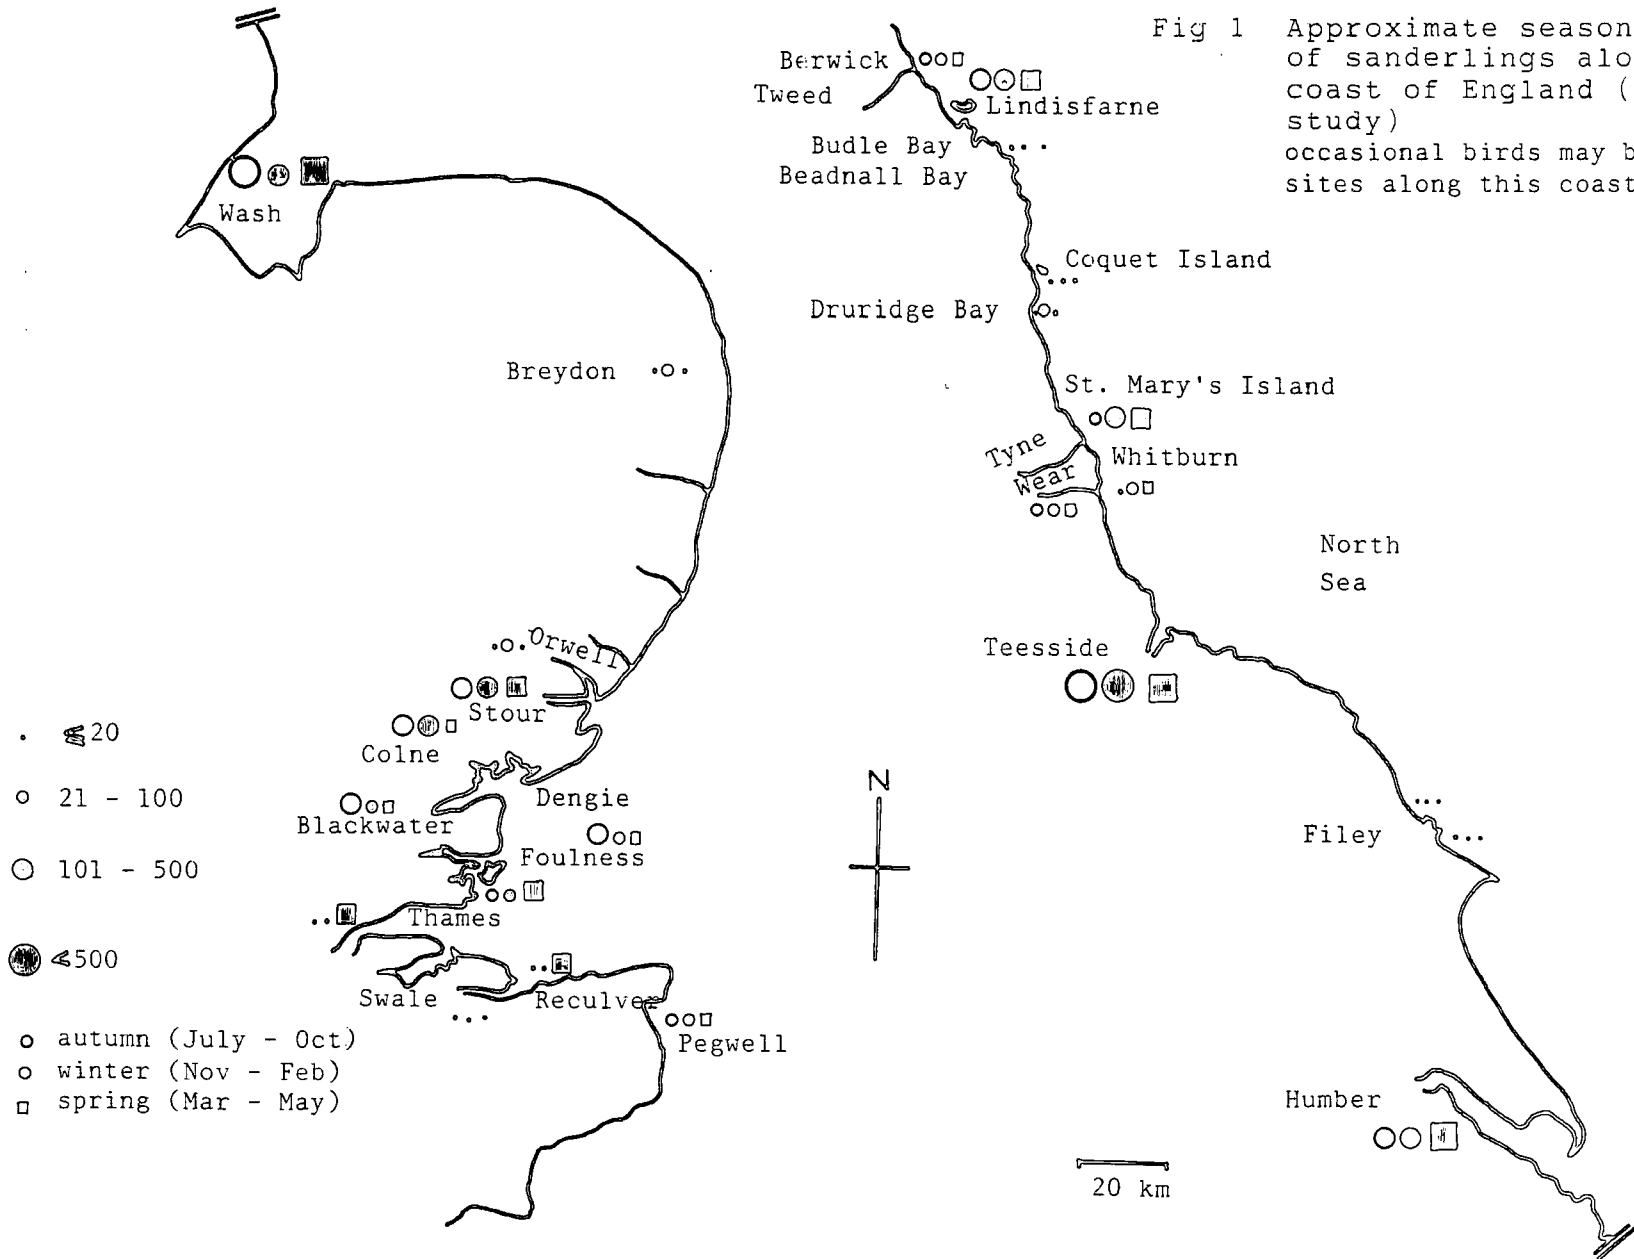 Fig 1 Approximate season
of sanderlings alo
coast of England (
study)
occasional birds may b
sites along this coast
Berwick
Tweed
Lindisfarne
Budle Bay
Beadnall Bay
Coquet Island
Druridge Bay
St. Mary's Island
Tyne
Whitburn
Wear
North
Sea
Teesside
Filey
Humber
N
20 km
Wash
Breydon
Orwell
Stour
Colne
Dengie
Blackwater
Foulness
Thames
Swale
Reculver
Pegwell
⩽20
21 - 100
101 - 500
⩽500
autumn (July - Oct)
winter (Nov - Feb)
spring (Mar - May)